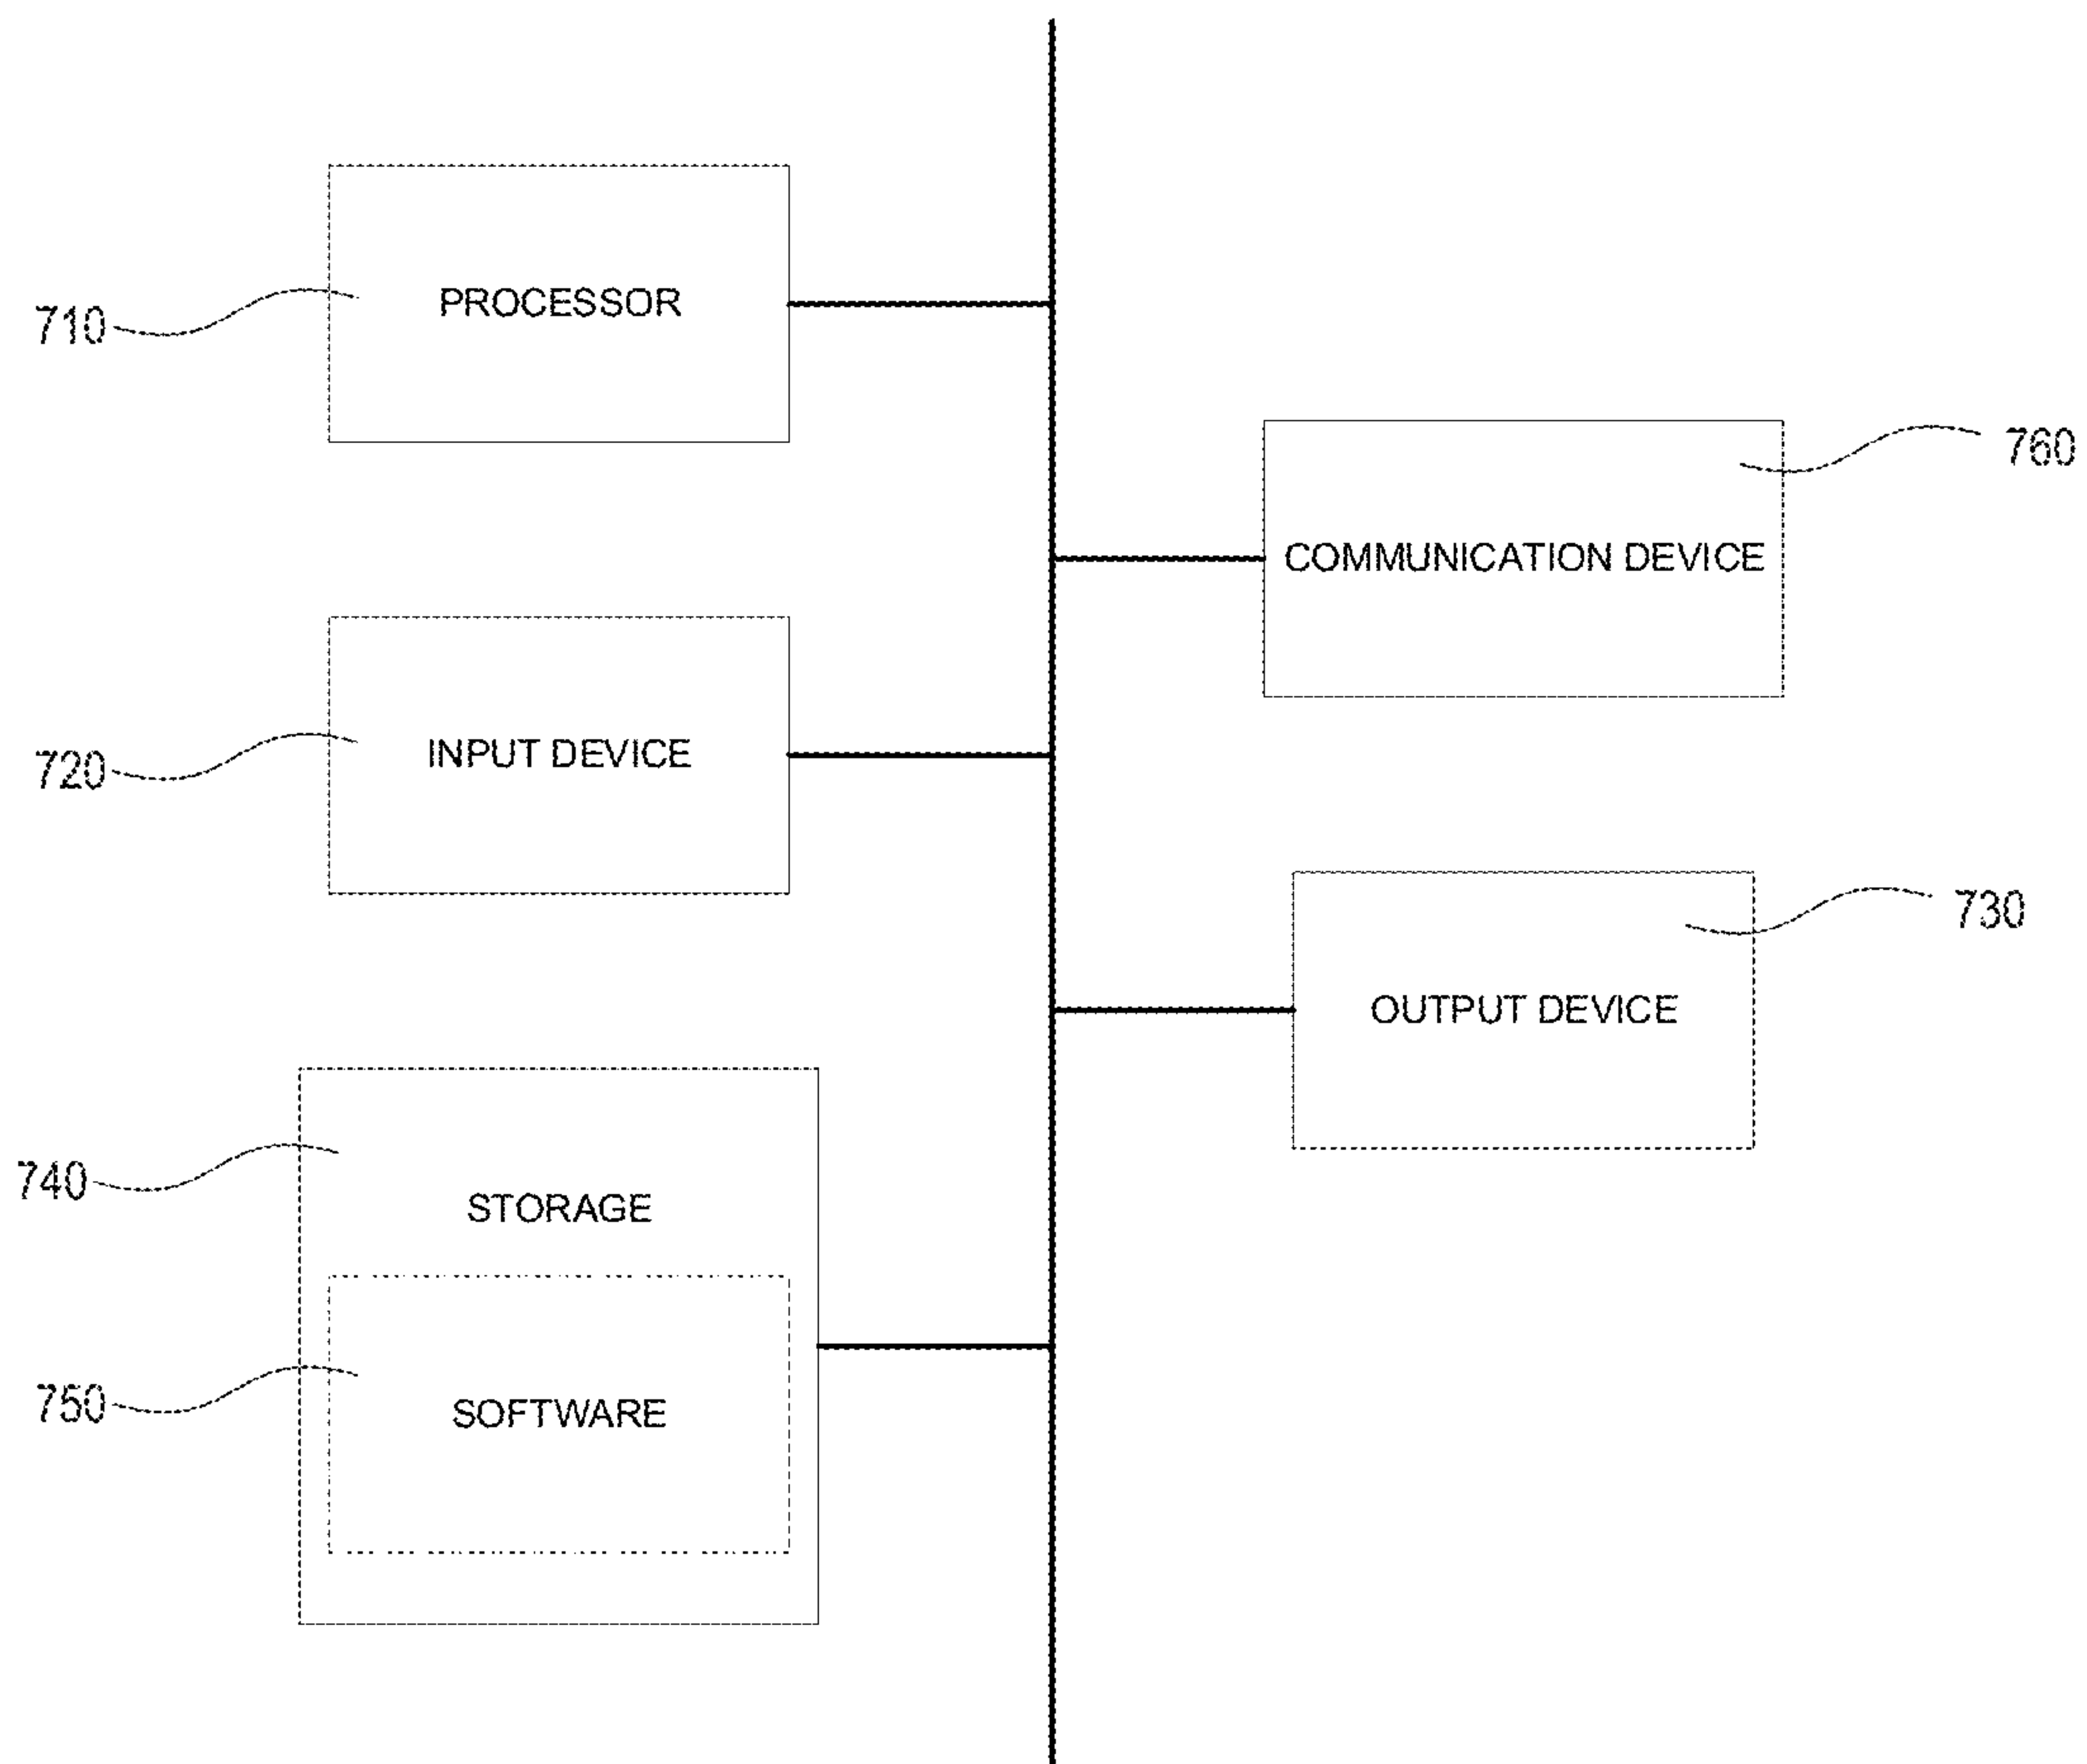 PROCESSOR
710
760
COMMUNICATION DEVICE
INPUT DEVICE
720
730
OUTPUT DEVICE
740
STORAGE
750
SOFTWARE